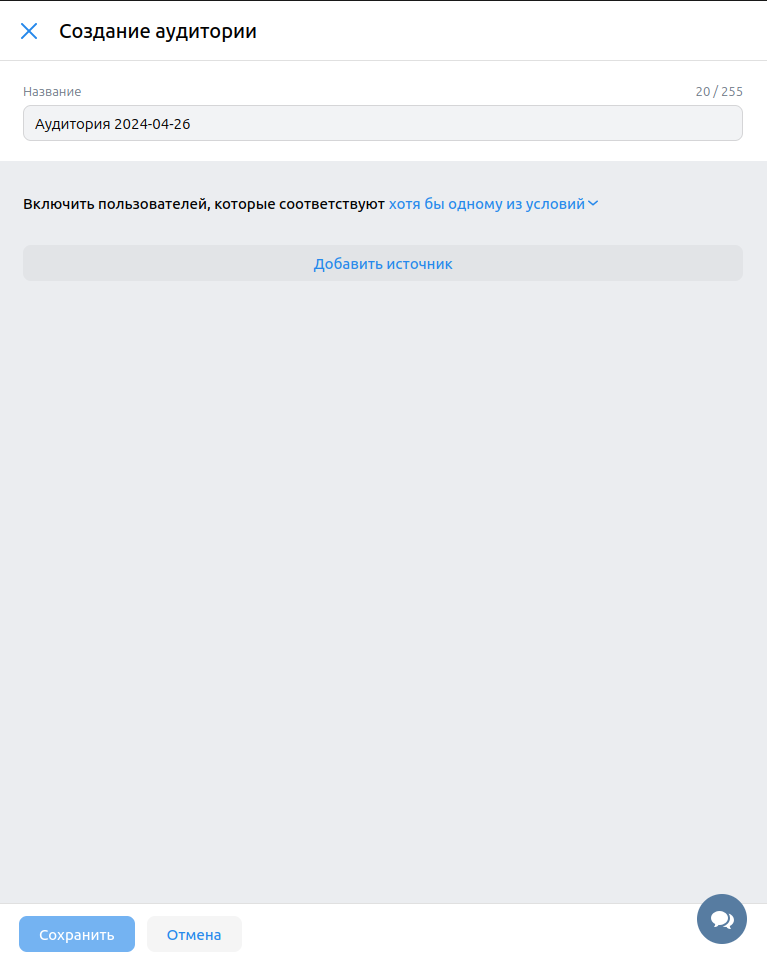 Создание аудитории
Название 20 / 255
Аудитория 2024-04-26
Включить пользователей, которые соответствуют хотя бы одному из условий
Добавить источник
Сохранить Отмена